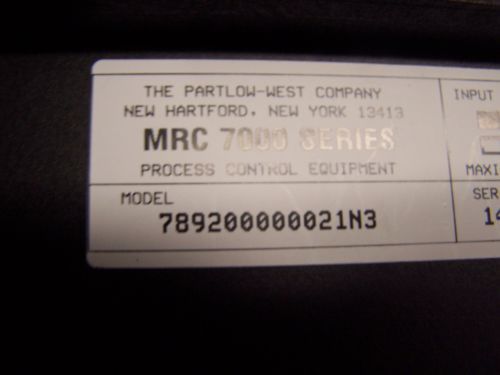 THE PARTLOW-WEST COMPANY
NEW HARTFORD, NEW YORK 13413
MRC 7000 SERIES
PROCESS CONTROL EQUIPMENT
MODEL
789200000021N3
INPUT
MAXI
SER
14